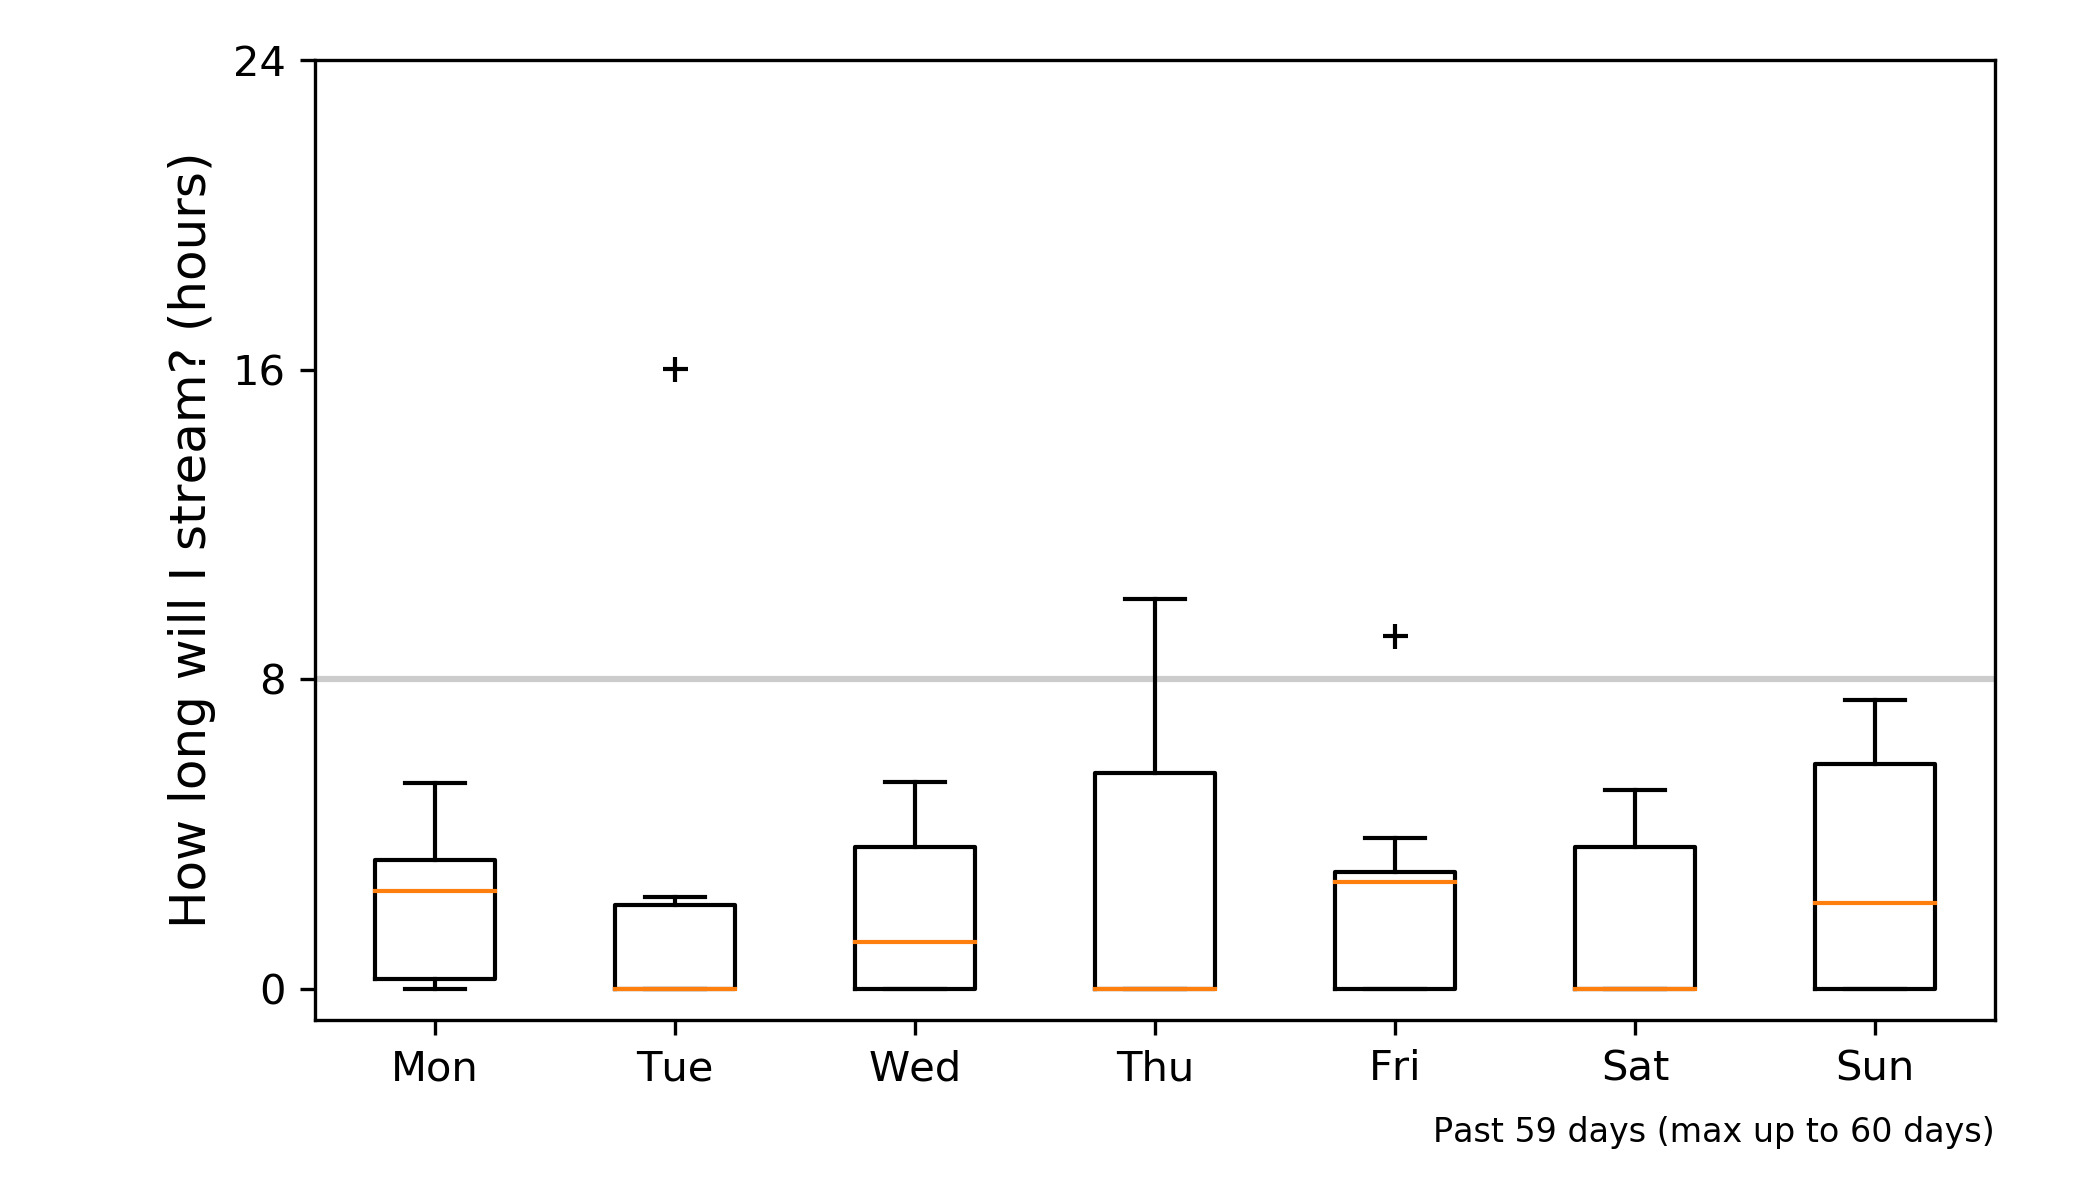 How long will I stream? (hours)
24
16
8
0
Mon Tue Wed Thu Fri Sat Sun
Past 59 days (max up to 60 days)